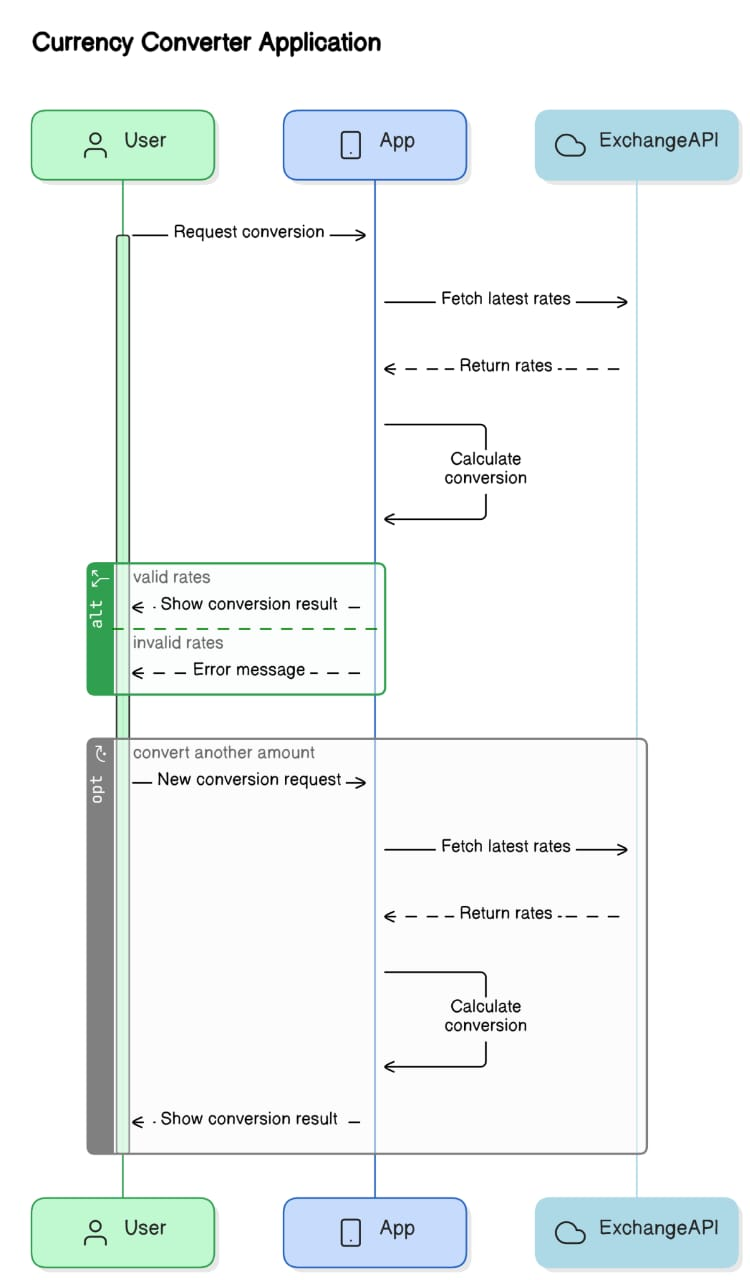 Currency Converter Application
User
App
ExchangeAPI
Request conversion
Fetch latest rates
Return rates
Calculate
conversion
alt
valid rates
Show conversion result
invalid rates
Error message
opt
convert another amount
New conversion request
Fetch latest rates
Return rates
Calculate
conversion
Show conversion result
User
App
ExchangeAPI